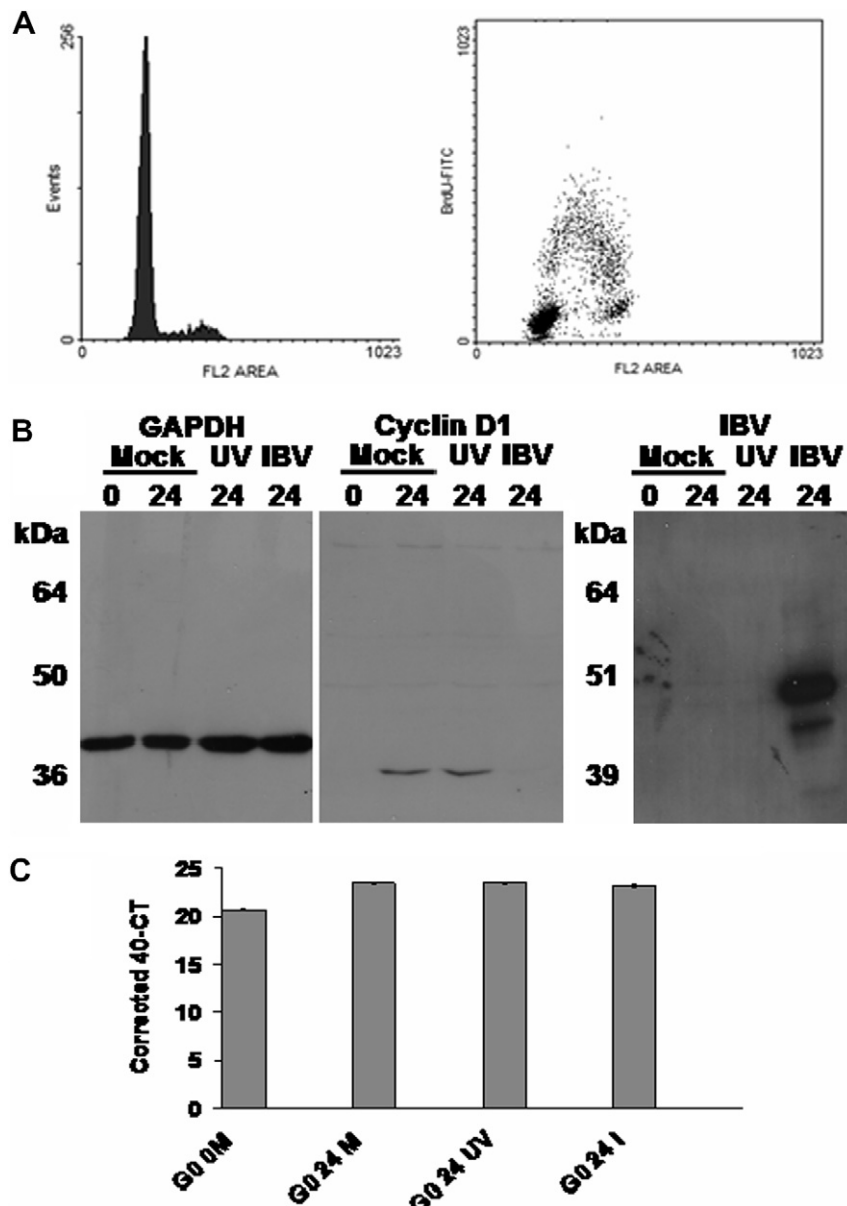 A
256
Events
0
0
1023
FL2 AREA
1023
BrdU-FITC
0
0
1023
FL2 AREA
B
GAPDH
Mock UV IBV
0 24 24 24
kDa
64
50
36
Cyclin D1
Mock UV IBV
0 24 24 24
IBV
Mock UV IBV
0 24 24 24
kDa
64
51
39
C
Corrected 40-CT
25
20
15
10
5
0
G0 0M
G0 24 M
G0 24 UV
G0 24 I